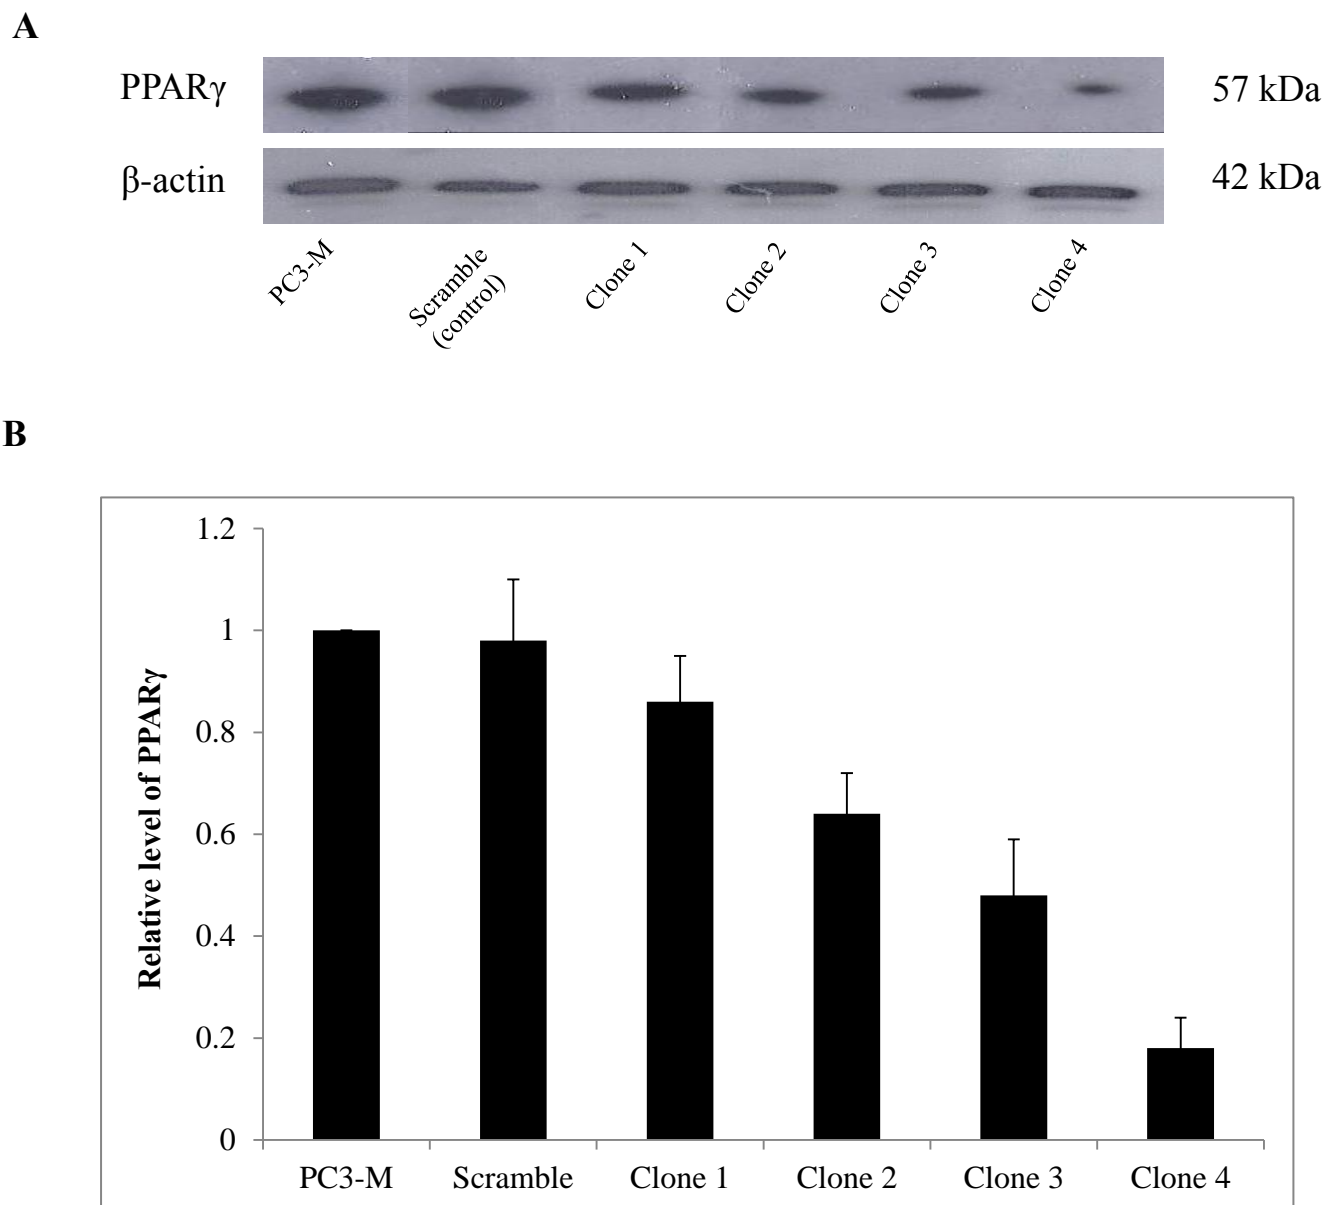 A
PPARγ 57 kDa
β-actin 42 kDa
PC3-M
Scramble
(control)
Clone 1
Clone 2
Clone 3
Clone 4
B
1.2
1
0.8
0.6
0.4
0.2
0
Relative level of PPARγ
PC3-M Scramble Clone 1 Clone 2 Clone 3 Clone 4